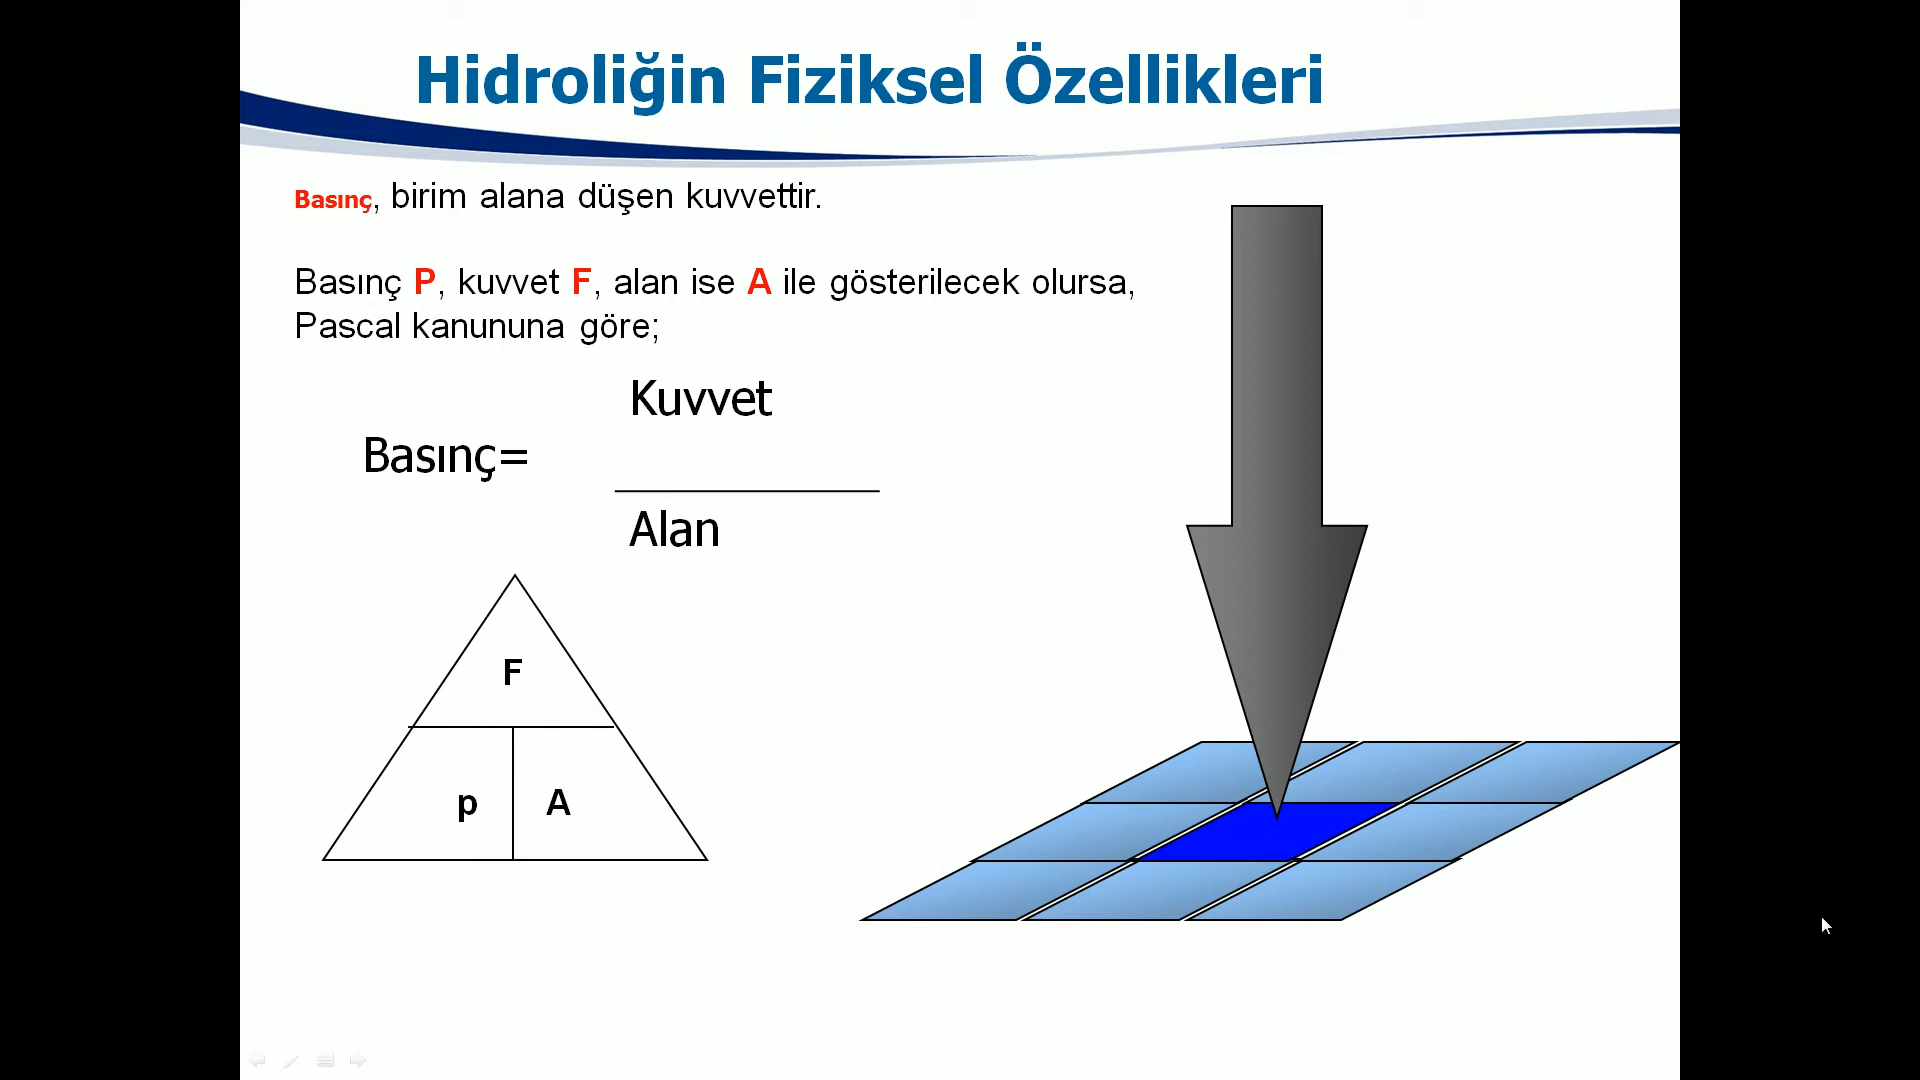 Hidroliğin Fiziksel Özellikleri
Basınç, birim alana düşen kuvvettir.
Basınç P, kuvvet F, alan ise A ile gösterilecek olursa,
Pascal kanununa göre;
Kuvvet
Basınç=
Alan
F
p A